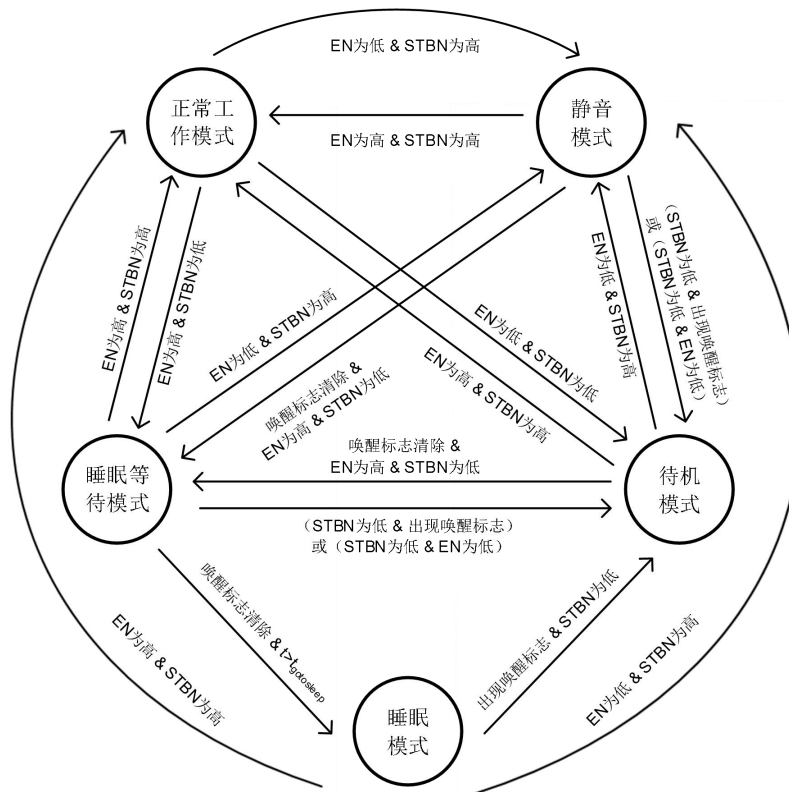 EN为低 & STBN为高
正常工
作模式
静音
模式
EN为高 & STBN为高
EN为高 & STBN为高
EN为高 & STBN为低
EN为低 & STBN为高
唤醒标志清除 &
EN为高 & STBN为低
EN为低 & STBN为低
EN为高 & STBN为高
EN为低 & STBN为高
（STBN为低 & 出现唤醒标志）
或（STBN为低 & EN为低）
睡眠等
待模式
唤醒标志清除 &
EN为高 & STBN为低
（STBN为低 & 出现唤醒标志）
或（STBN为低 & EN为低）
待机
模式
唤醒标志清除 & t>tgotosleep
出现唤醒标志 & STBN为低
EN为高 & STBN为高
EN为低 & STBN为高
睡眠
模式